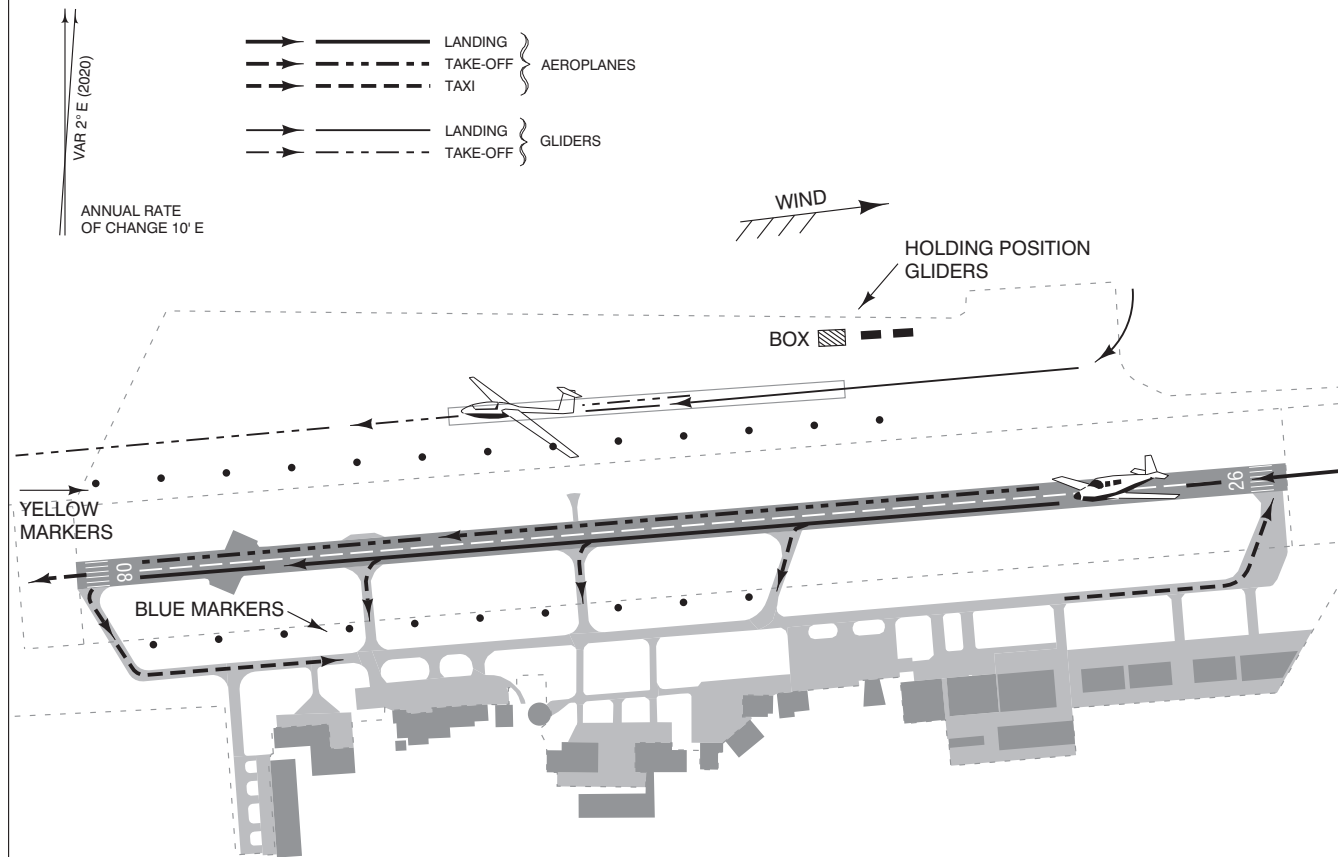 VAR 2° E (2020)
ANNUAL RATE
OF CHANGE 10' E
LANDING
TAKE-OFF
TAXI
AEROPLANES
LANDING
TAKE-OFF
GLIDERS
WIND
HOLDING POSITION
GLIDERS
BOX
26
YELLOW
MARKERS
08
BLUE MARKERS